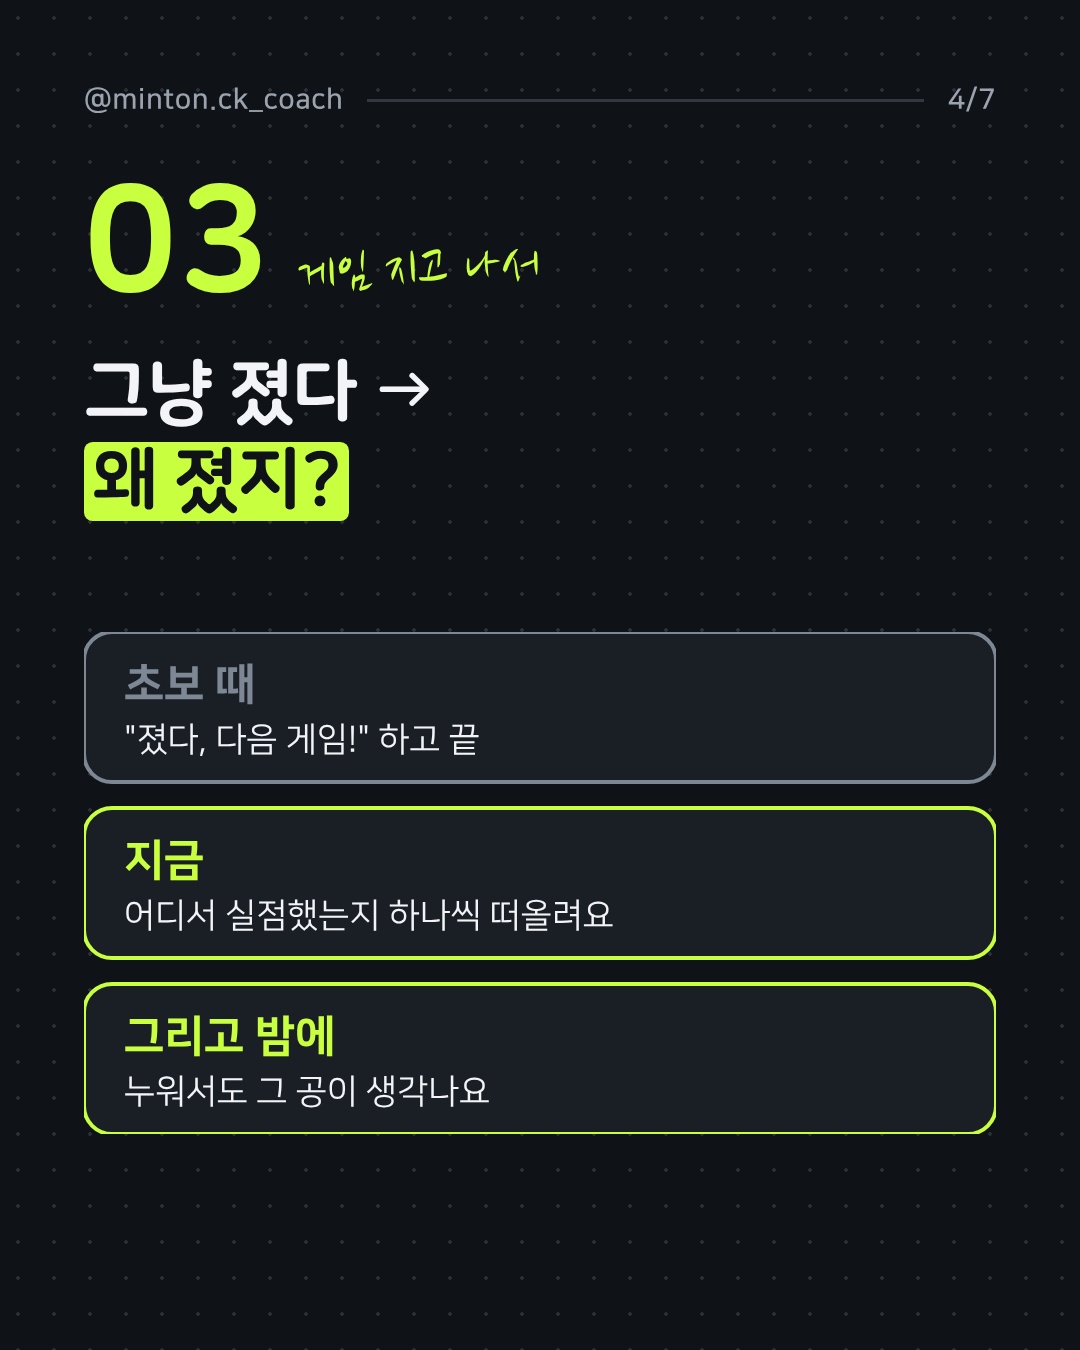 @minton.ck_coach 4/7
03 게임 지고 나서
그냥 졌다 →
왜 졌지?
초보 때
"졌다, 다음 게임!" 하고 끝
지금
어디서 실점했는지 하나씩 떠올려요
그리고 밤에
누워서도 그 공이 생각나요